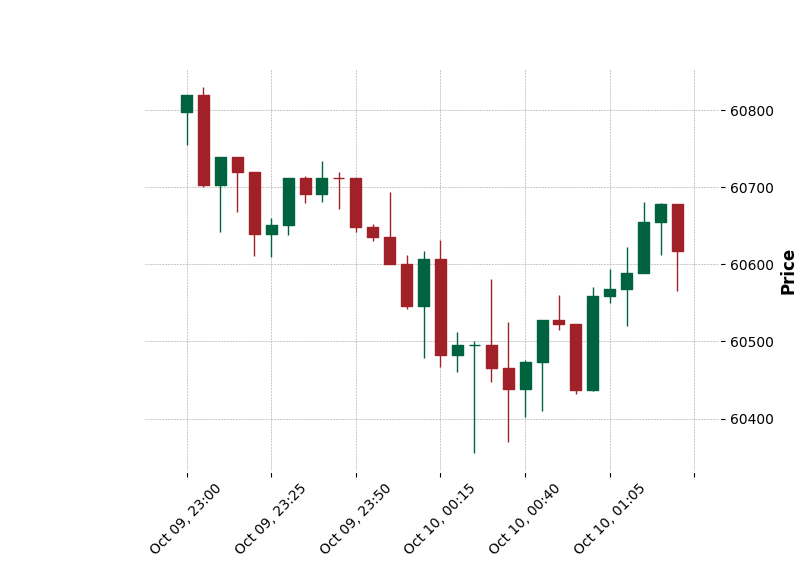 60800
60700
60600
60500
60400
Price
Oct 09, 23:00
Oct 09, 23:25
Oct 09, 23:50
Oct 10, 00:15
Oct 10, 00:40
Oct 10, 01:05